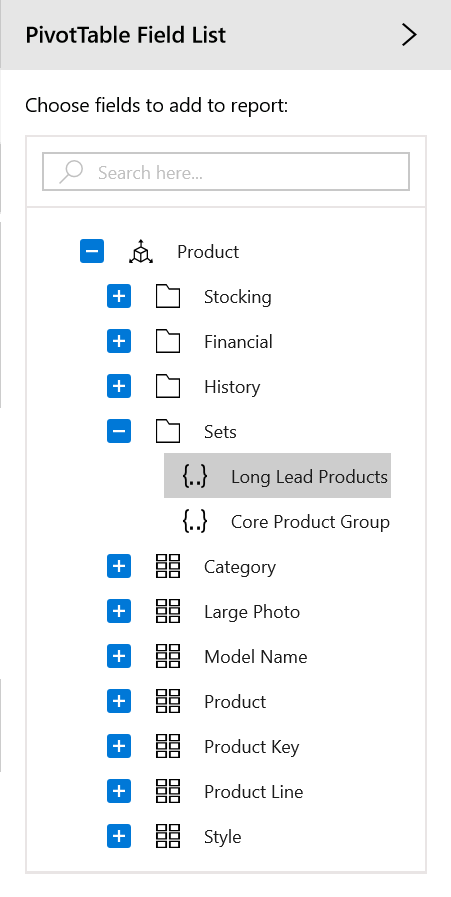 PivotTable Field List
Choose fields to add to report:
Search here...
Product
Stocking
Financial
History
Sets
{..} Long Lead Products
{..} Core Product Group
Category
Large Photo
Model Name
Product
Product Key
Product Line
Style